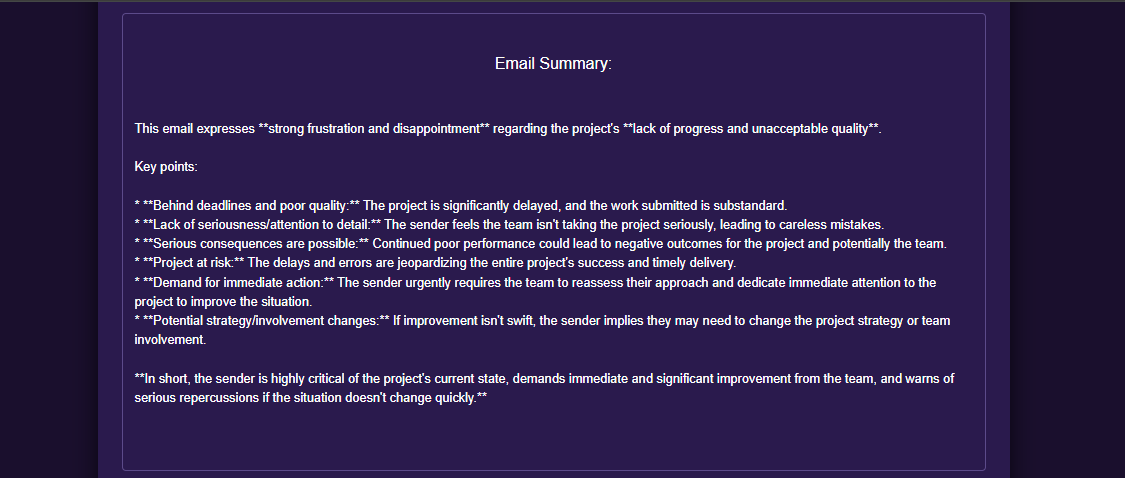 Email Summary:
This email expresses **strong frustration and disappointment** regarding the project's **lack of progress and unacceptable quality**.
Key points:
* **Behind deadlines and poor quality:** The project is significantly delayed, and the work submitted is substandard.
* **Lack of seriousness/attention to detail:** The sender feels the team isn't taking the project seriously, leading to careless mistakes.
* **Serious consequences are possible:** Continued poor performance could lead to negative outcomes for the project and potentially the team.
* **Project at risk:** The delays and errors are jeopardizing the entire project's success and timely delivery.
* **Demand for immediate action:** The sender urgently requires the team to reassess their approach and dedicate immediate attention to the
project to improve the situation.
* **Potential strategy/involvement changes:** If improvement isn't swift, the sender implies they may need to change the project strategy or team
involvement.
**In short, the sender is highly critical of the project's current state, demands immediate and significant improvement from the team, and warns of
serious repercussions if the situation doesn't change quickly.**